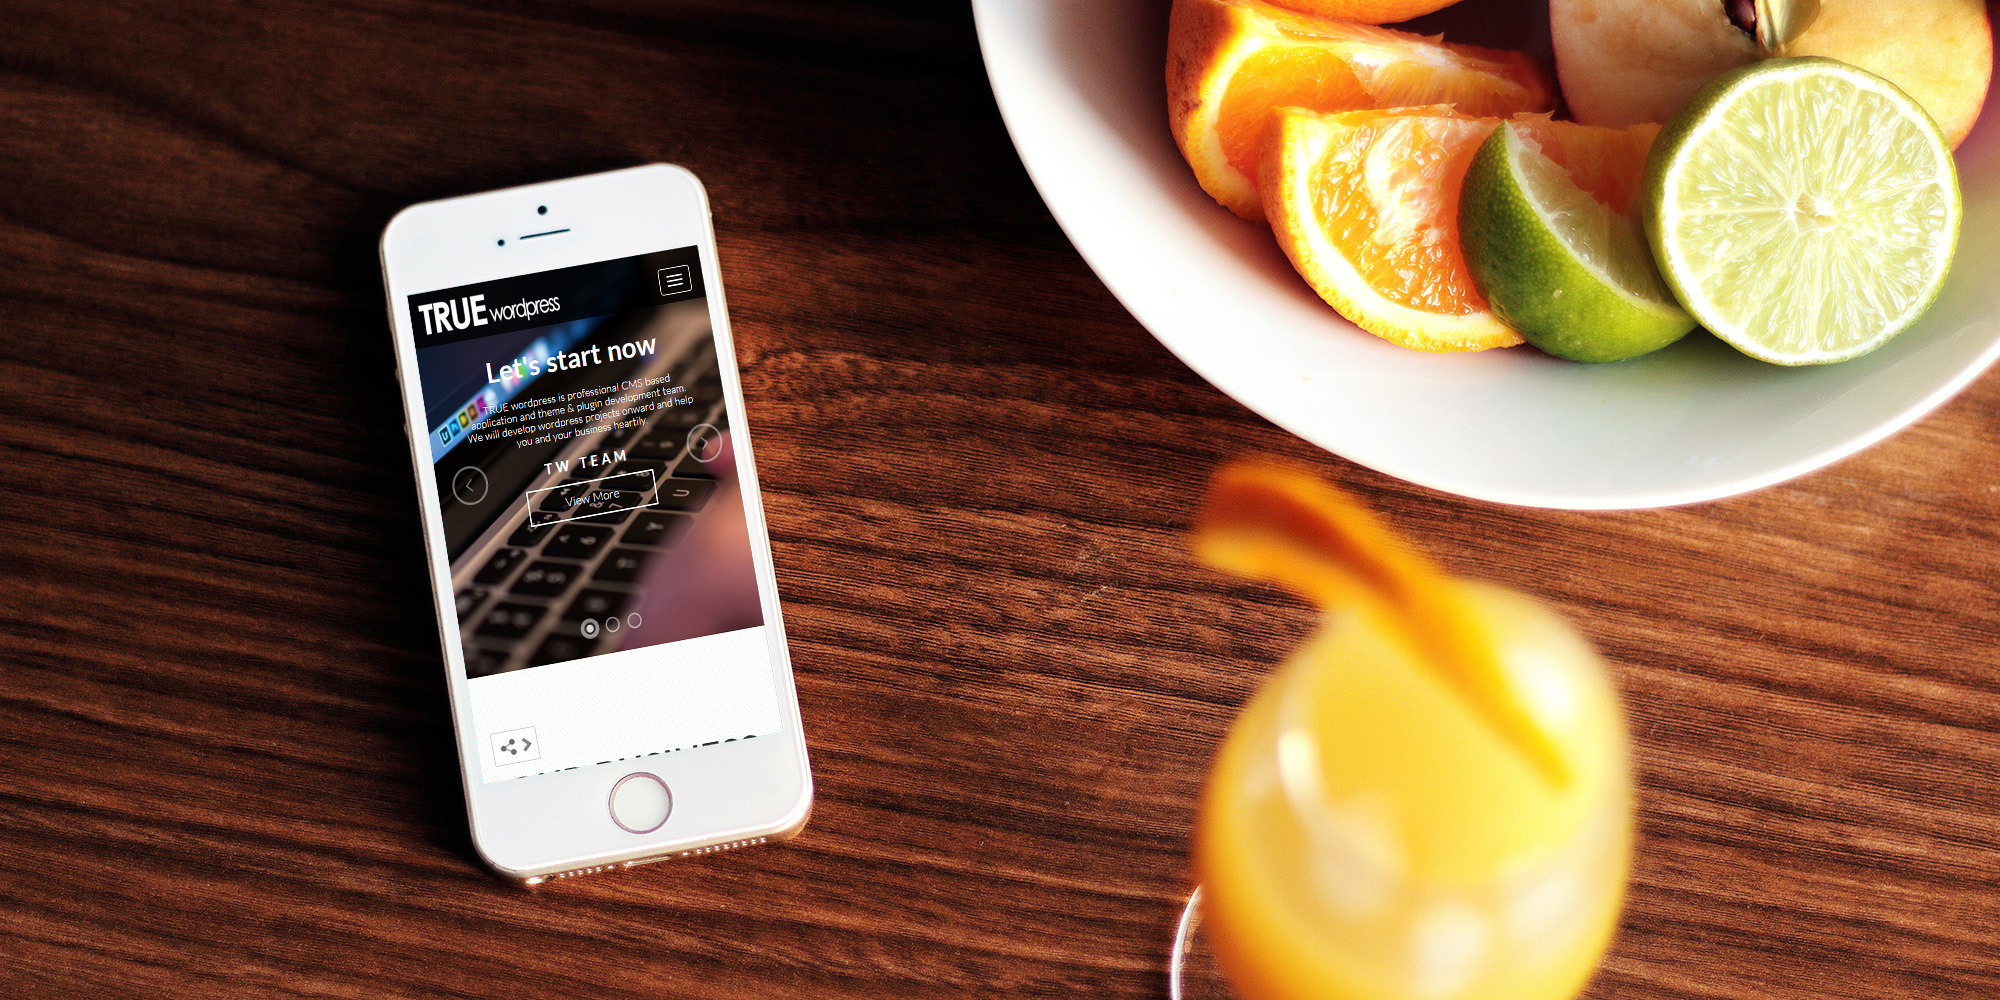 TRUE wordpress
Let's start now
TRUE wordpress is professional CMS based
application and theme & plugin development team.
We will develop wordpress projects onward and help
you and your business heartily.
TW TEAM
View More